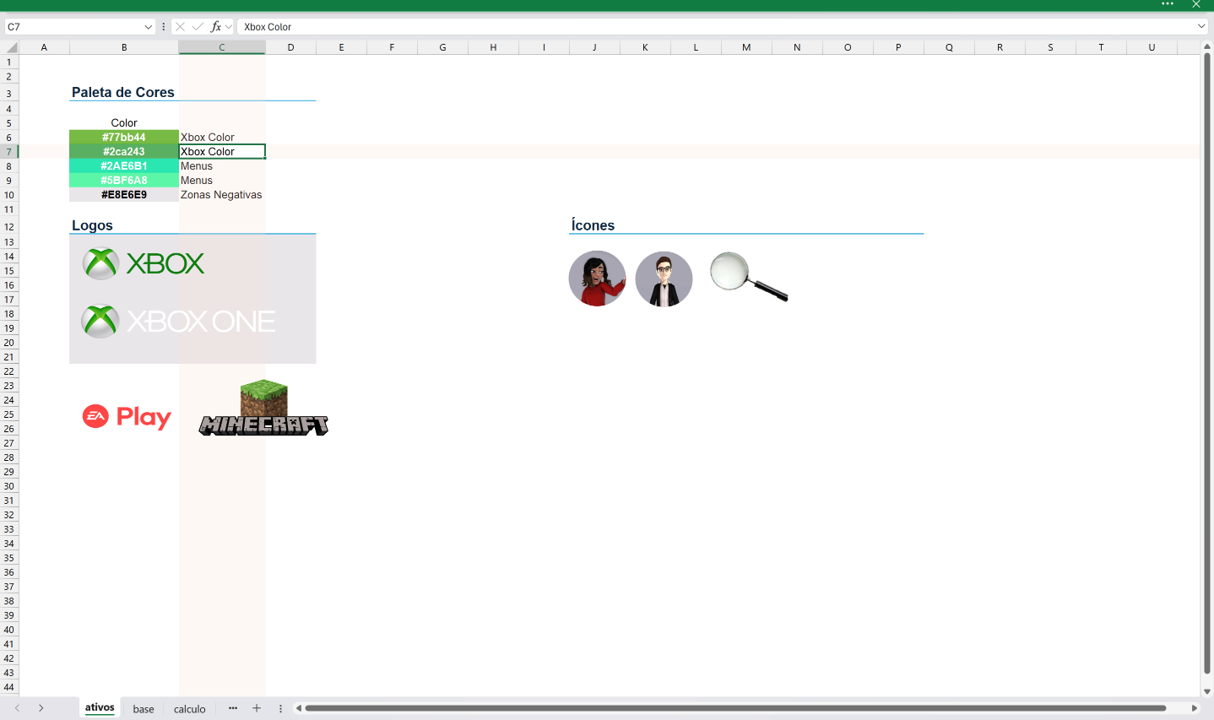 C7
fx
Xbox Color
A B C D E F G H I J K L M N O P Q R S T U
1
2
3 Paleta de Cores
4
5 Color
6 #77bb44 Xbox Color
7 #2ca243 Xbox Color
8 #2AE6B1 Menus
9 #5BF6A8 Menus
10 #E8E6E9 Zonas Negativas
11
12 Logos Ícones
13
14 XBOX
15
16
17
18 XBOX ONE
19
20
21
22
23
24
25 EA Play
26 MINECRAFT
27
28
29
30
31
32
33
34
35
36
37
38
39
40
41
42
43
44
ativos base calculo